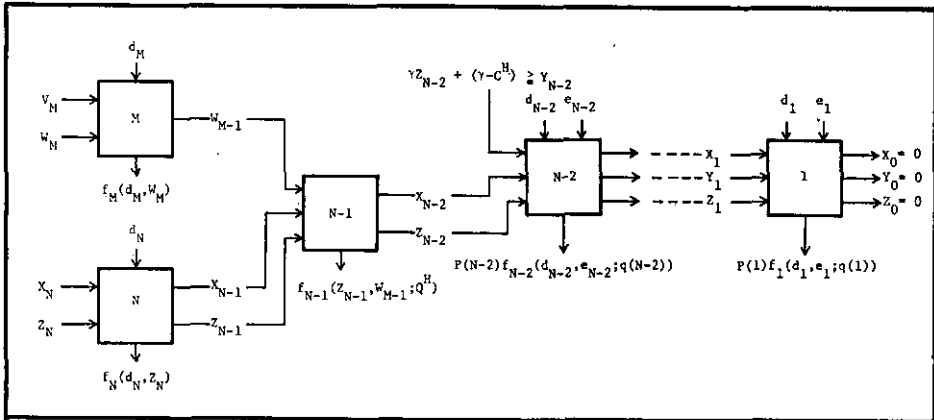 d_M
V_M
W_M
M
W_{M-1}
f_M(d_M,W_M)
γZ_{N-2} + (γ-C^H) ≥ Y_{N-2}
d_{N-2} e_{N-2}
d_1 e_1
N-2
X_1
Y_1
Z_1
1
X_0= 0
Y_0= 0
Z_0= 0
N-1
X_{N-2}
Z_{N-2}
P(N-2)f_{N-2}(d_{N-2},e_{N-2};q(N-2))
P(1)f_1(d_1,e_1;q(1))
f_{N-1}(Z_{N-1},W_{M-1};Q^H)
d_N
X_N
Z_N
N
X_{N-1}
Z_{N-1}
f_N(d_N,Z_N)